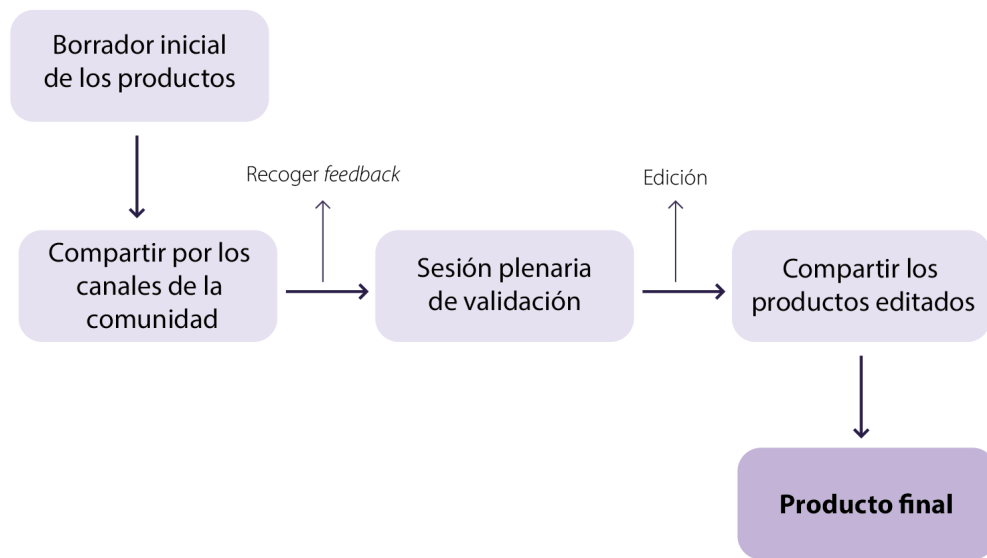 Borrador inicial
de los productos
Recoger feedback
Edición
Compartir por los
canales de la
comunidad
Sesión plenaria
de validación
Compartir los
productos editados
Producto final